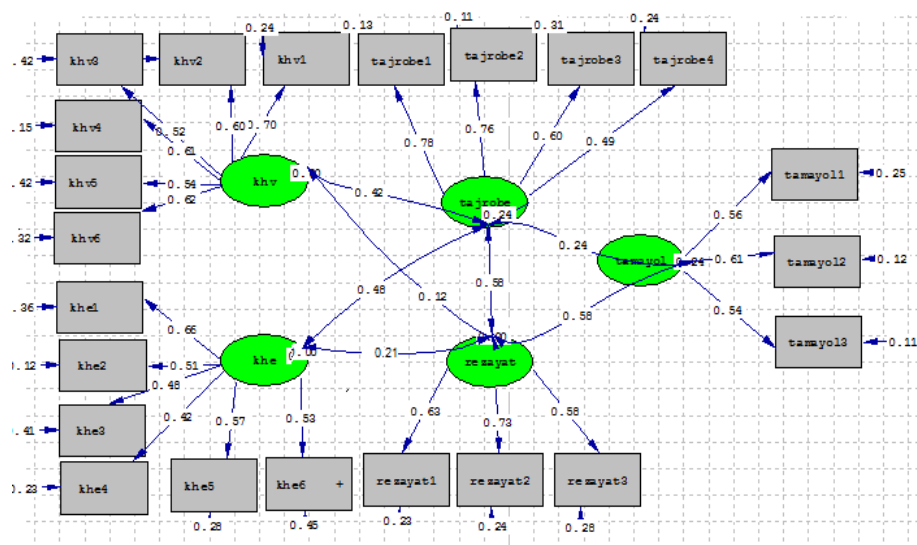 0.24
0.13
0.11
0.31
0.24
.42
khv3
khv2
khv1
tajrobe1
tajrobe2
tajrobe3
tajrobe4
.15
khv4
0.52
0.60
0.70
0.78
0.76
0.60
0.49
0.61
.42
khv5
0.54
khv
0.42
tajrobe
tamayol1
0.25
0.62
0.24
0.56
.32
khv6
0.24
tamayol
0.61
tamayol2
0.12
.36
khe1
0.48
0.12
0.58
0.58
0.54
0.66
tamayol3
0.11
0.12
khe2
0.51
khe
0.00
0.21
rezayat
0.48
.41
khe3
0.42
0.57
0.53
0.63
0.73
0.58
0.23
khe4
khe5
khe6 +
rezayat1
rezayat2
rezayat3
0.28
0.45
0.23
0.24
0.28